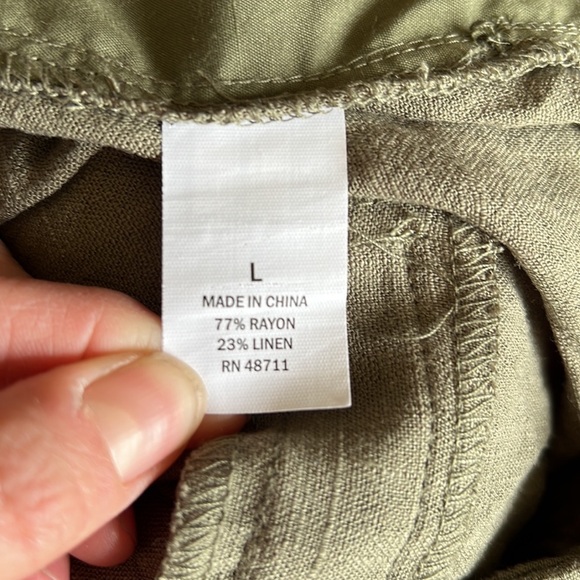 L
MADE IN CHINA
77% RAYON
23% LINEN
RN 48711